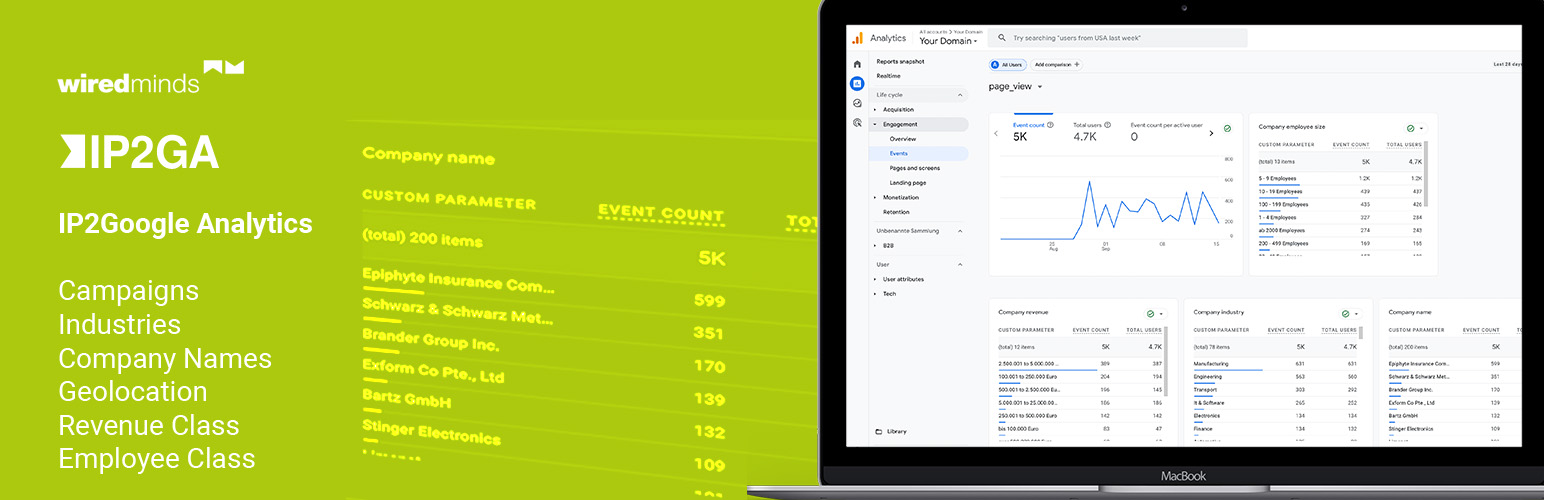 wiredminds
IP2GA
IP2Google Analytics
Campaigns
Industries
Company Names
Geolocation
Revenue Class
Employee Class
Company name
CUSTOM PARAMETER EVENT COUNT TOT
(total) 200 items 5K
Epiphyte Insurance Com... 599
Schwarz & Schwarz Met... 351
Brander Group Inc. 170
Exform Co Pte., Ltd 139
Bartz GmbH 132
Stinger Electronics 109
Analytics
All accounts > Your Domain
Your Domain
Try searching "users from USA last week"
Reports snapshot
Realtime
Life cycle
Acquisition
Engagement
Overview
Events
Pages and screens
Landing page
Monetization
Retention
Unbenannte Sammlung
B2B
User
User attributes
Tech
Library
A All Users Add comparison +
Last 28 days
page_view
Event count Total users Event count per active user
5K 4.7K 0
800
600
400
200
0
25 01 08 15
Aug Sep
Company employee size
CUSTOM PARAMETER EVENT COUNT TOTAL USERS
(total) 13 items 5K 4.7K
5 - 9 Employees 1.2K 1.2K
10 - 19 Employees 439 437
100 - 199 Employees 435 426
1 - 4 Employees 327 284
ab 2000 Employees 274 243
200 - 499 Employees 169 165
Company revenue
CUSTOM PARAMETER EVENT COUNT TOTAL USERS
(total) 12 items 5K 4.7K
2.500.001 to 5.000.000 ... 389 387
100.001 to 250.000 Euro 204 194
500.001 to 2.500.000 Eu... 196 145
5.000.001 to 25.000.00... 186 186
250.001 to 500.000 Euro 142 142
bis 100.000 Euro 83 47
Company industry
CUSTOM PARAMETER EVENT COUNT TOTAL USERS
(total) 78 items 5K 4.7K
Manufacturing 631 631
Engineering 563 560
Transport 303 292
It & Software 265 252
Electronics 134 134
Finance 134 132
Company name
CUSTOM PARAMETER EVENT COUNT
(total) 200 items 5K
Epiphyte Insurance Com... 599
Schwarz & Schwarz Met... 351
Brander Group Inc. 170
Exform Co Pte., Ltd 139
Bartz GmbH 132
Stinger Electronics 109
MacBook